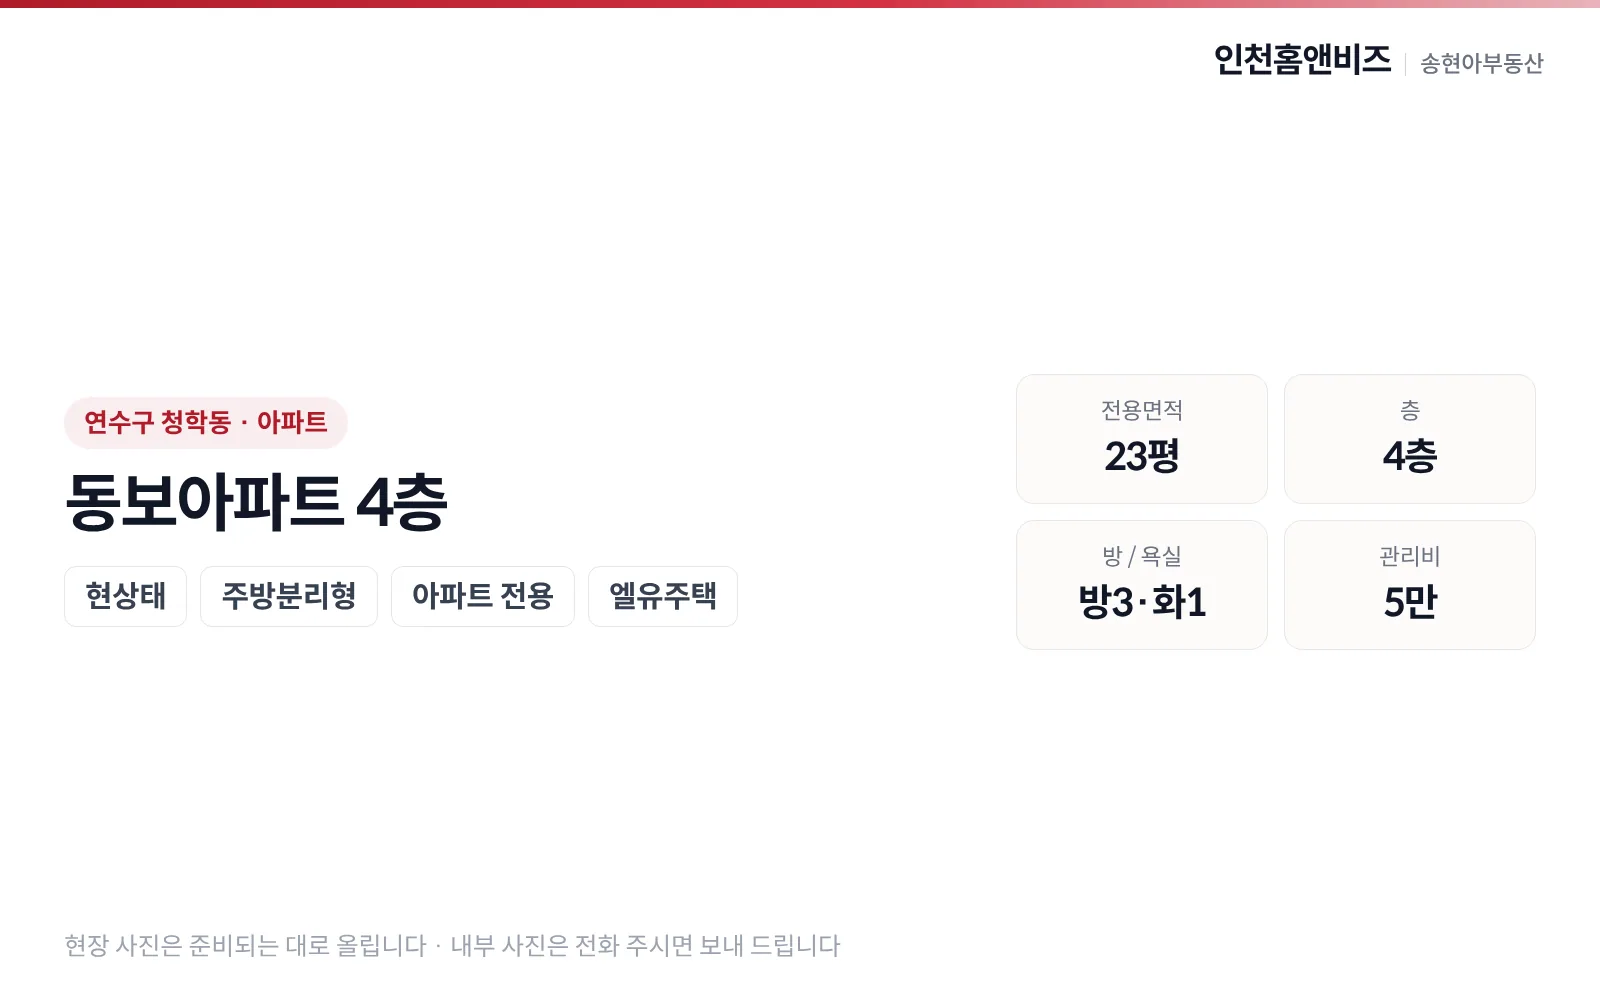 인천홈앤비즈 송현아부동산
연수구 청학동 · 아파트
동보아파트 4층
현상태 주방분리형 아파트 전용 엘유주택
전용면적
23평
층
4층
방 / 욕실
방3·화1
관리비
5만
현장 사진은 준비되는 대로 올립니다 · 내부 사진은 전화 주시면 보내 드립니다